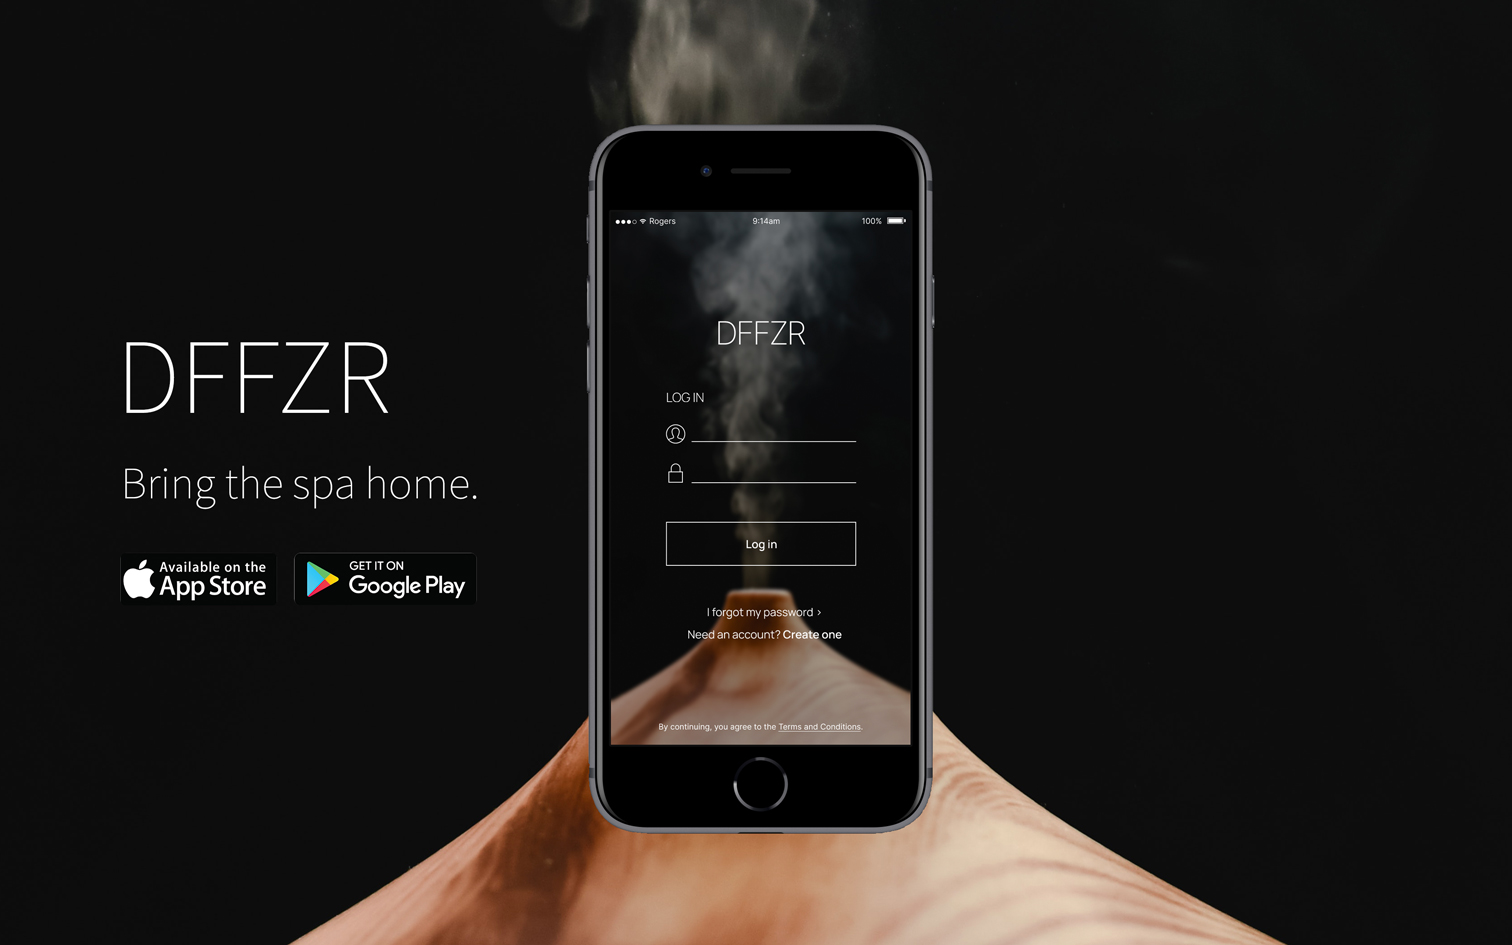 DFFZR
Bring the spa home.
Available on the
App Store
GET IT ON
Google Play
Rogers 9:14am 100%
DFFZR
LOG IN
Log in
I forgot my password ›
Need an account? Create one
By continuing, you agree to the Terms and Conditions.